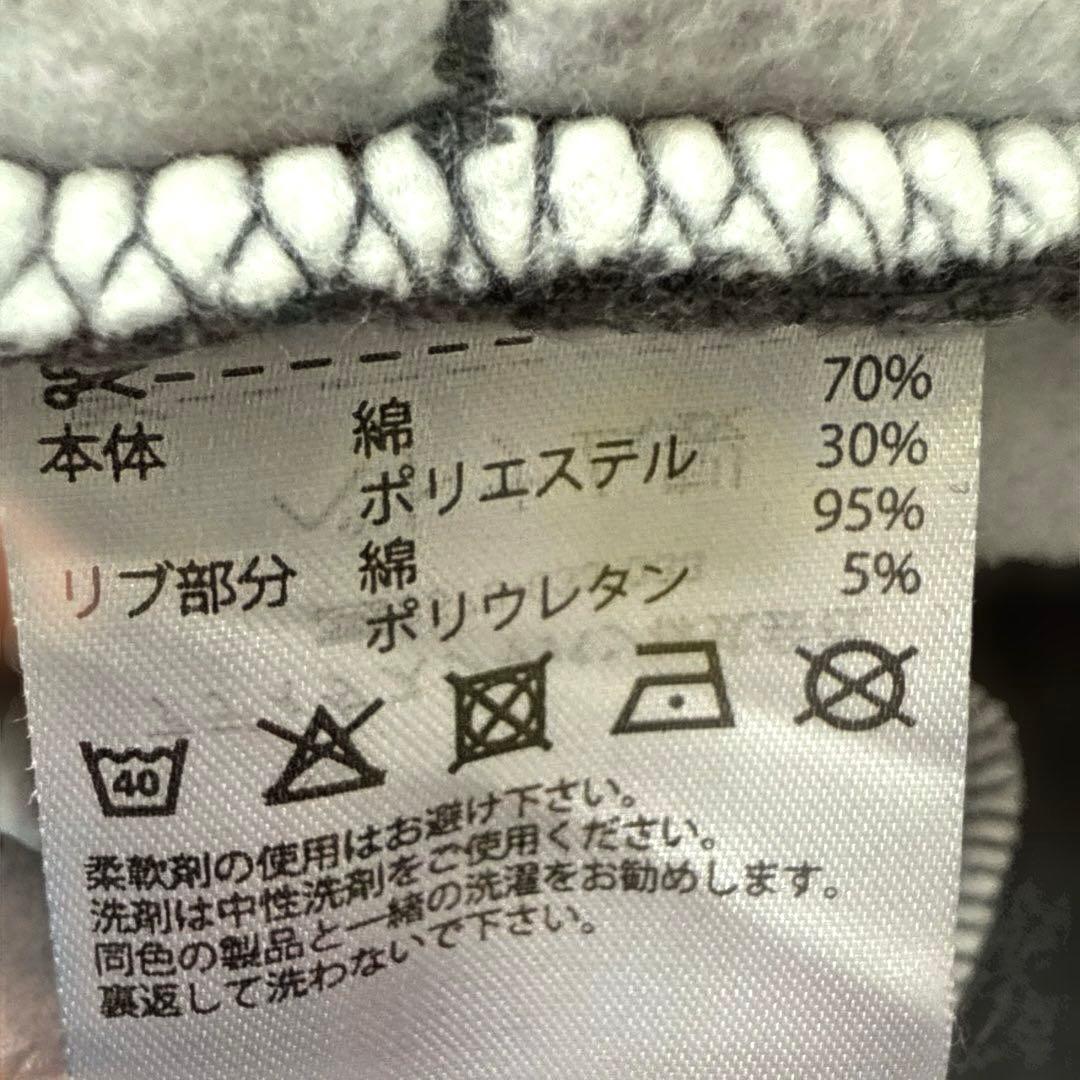 本体 綿 70%
ポリエステル 30%
リブ部分 綿 95%
ポリウレタン 5%
40
柔軟剤の使用はお避け下さい。
洗剤は中性洗剤をご使用ください。
同色の製品と一緒の洗濯をお勧めします。
裏返して洗わないで下さい。